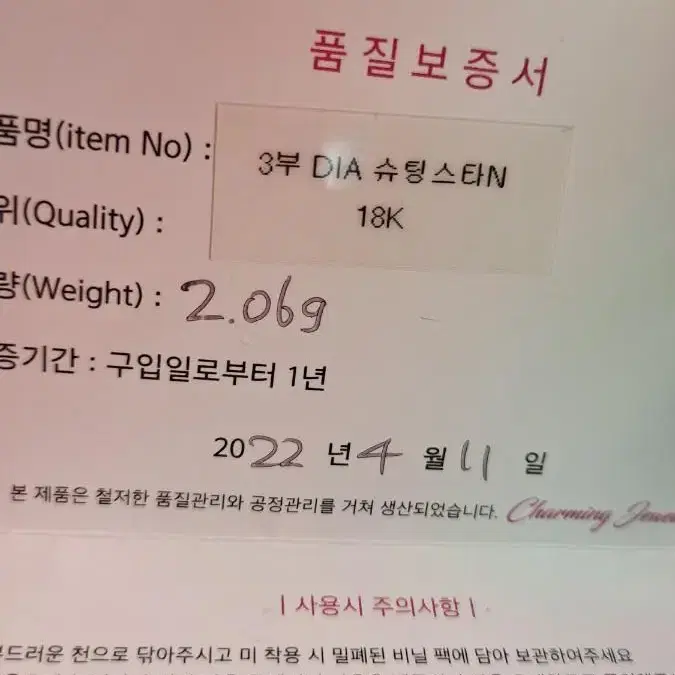 품질보증서
품명(item No) : 3부 DIA 슈팅스타N
위(Quality) : 18K
량(Weight) : 2.06g
증기간 : 구입일로부터 1년
2022 년 4 월 11 일
본 제품은 철저한 품질관리와 공정관리를 거쳐 생산되었습니다. Charming Jewe
| 사용시 주의사항 |
부드러운 천으로 닦아주시고 미 착용 시 밀폐된 비닐 팩에 담아 보관하여주세요